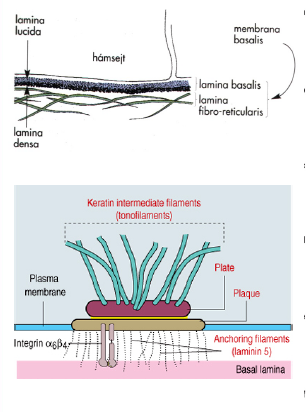 lamina
lucida
membrana
basalis
hámsejt
lamina basalis
lamina
fibro-reticularis
lamina
densa
Keratin intermediate filaments
(tonofilaments)
Plate
Plasma
membrane
Plaque
Integrin α6β4
Anchoring filaments
(laminin 5)
Basal lamina